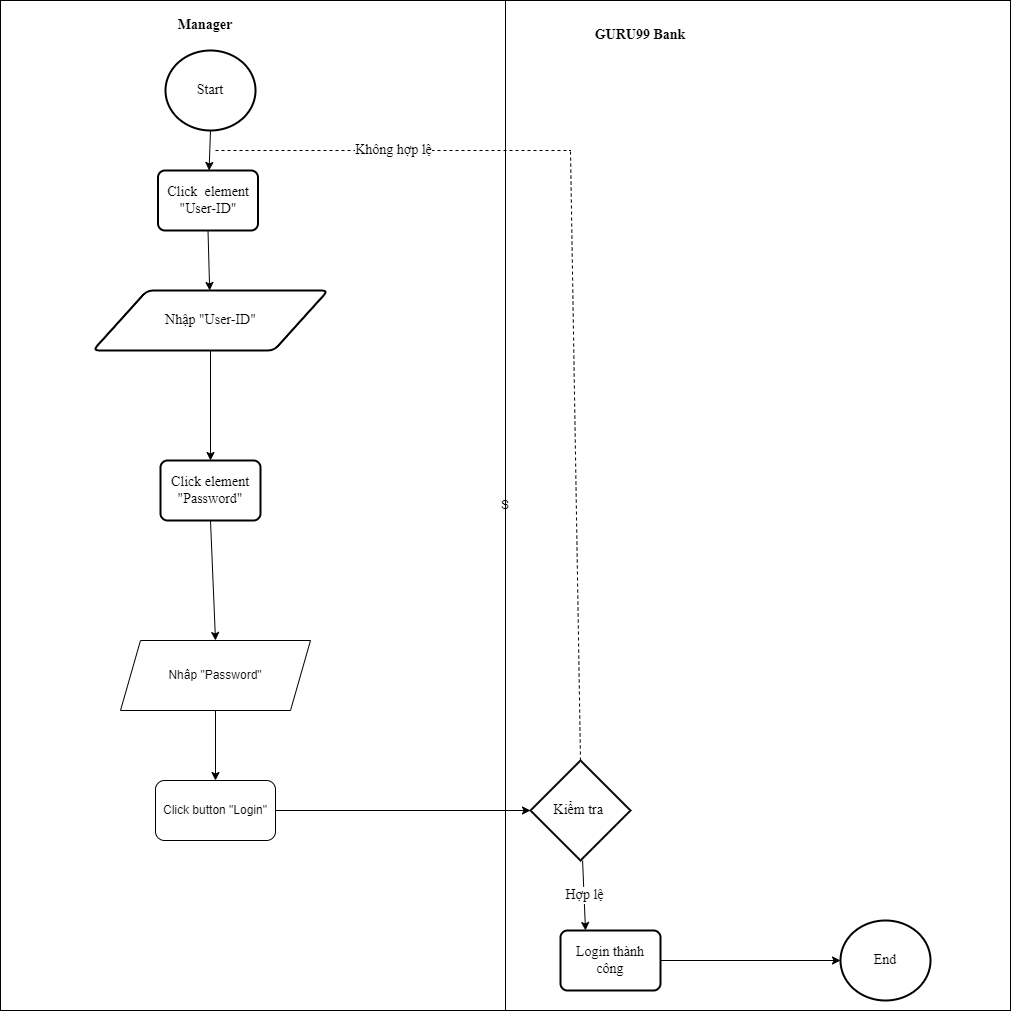 Manager
GURU99 Bank
Start
Không hợp lệ
Click element
"User-ID"
Nhập "User-ID"
Click element
"Password"
S
Nhâp "Password"
Click button "Login"
Kiểm tra
Hợp lệ
Login thành
công
End